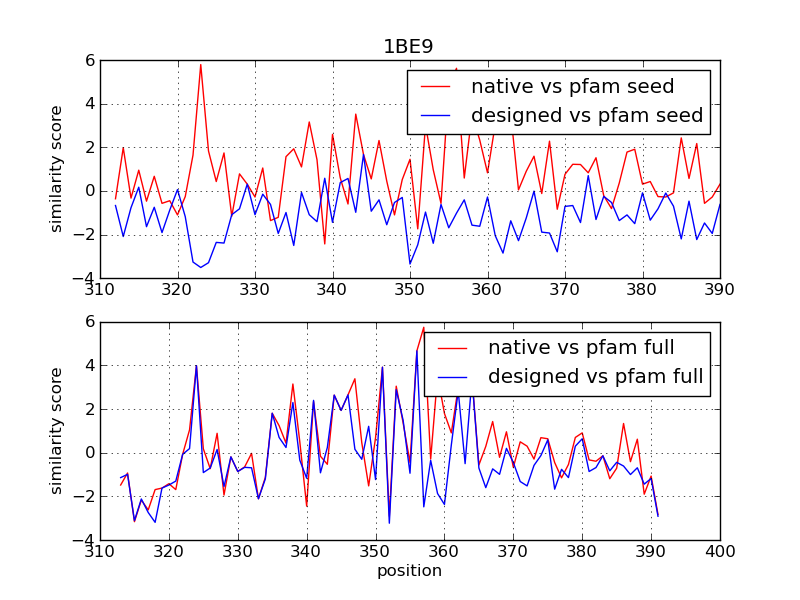 1BE9
6
4
2
0
−2
−4
similarity score
native vs pfam seed
designed vs pfam seed
310 320 330 340 350 360 370 380 390
6
4
2
0
−2
−4
similarity score
native vs pfam full
designed vs pfam full
310 320 330 340 350 360 370 380 390 400
position